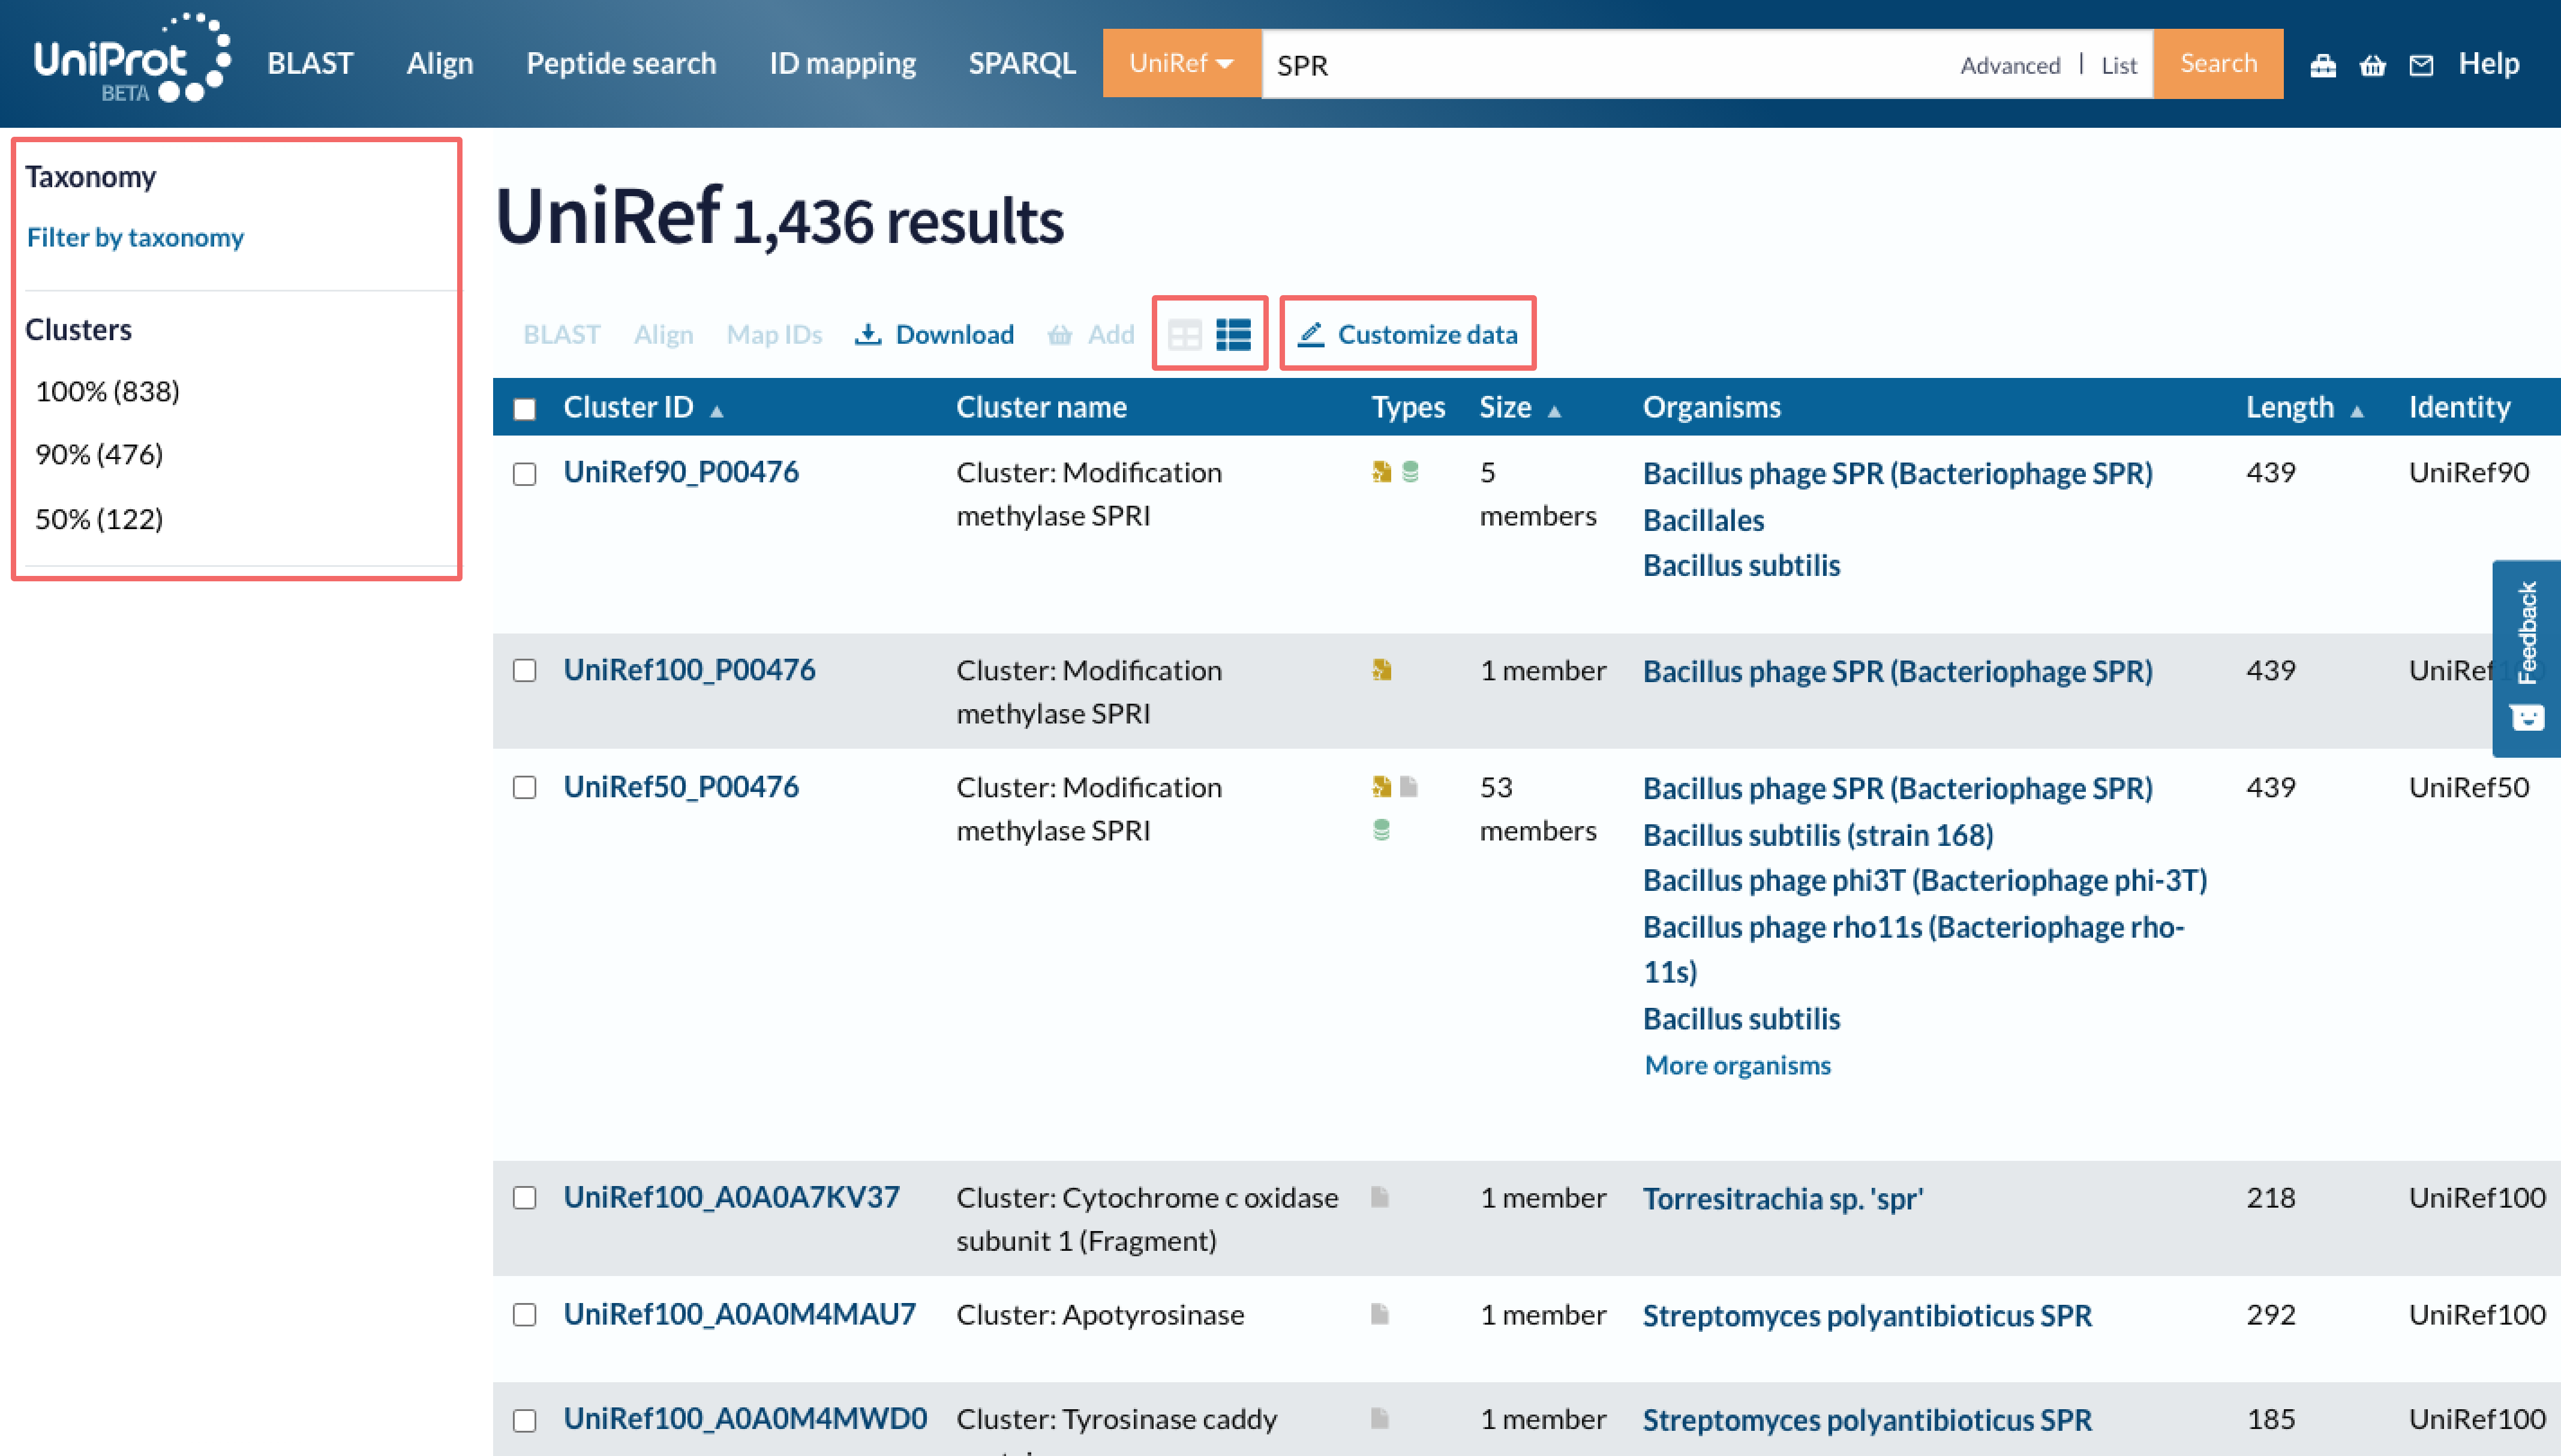 UniProt BETA BLAST Align Peptide search ID mapping SPARQL UniRef SPR Advanced | List Search Help
Taxonomy
Filter by taxonomy
Clusters
100% (838)
90% (476)
50% (122)
UniRef 1,436 results
BLAST Align Map IDs Download Add Customize data
Cluster ID Cluster name Types Size Organisms Length Identity
UniRef90_P00476 Cluster: Modification 5 Bacillus phage SPR (Bacteriophage SPR) 439 UniRef90
methylase SPRI members Bacillales
Bacillus subtilis
UniRef100_P00476 Cluster: Modification 1 member Bacillus phage SPR (Bacteriophage SPR) 439 UniRef100
methylase SPRI
UniRef50_P00476 Cluster: Modification 53 Bacillus phage SPR (Bacteriophage SPR) 439 UniRef50
methylase SPRI members Bacillus subtilis (strain 168)
Bacillus phage phi3T (Bacteriophage phi-3T)
Bacillus phage rho11s (Bacteriophage rho-
11s)
Bacillus subtilis
More organisms
UniRef100_A0A0A7KV37 Cluster: Cytochrome c oxidase 1 member Torresitrachia sp. 'spr' 218 UniRef100
subunit 1 (Fragment)
UniRef100_A0A0M4MAU7 Cluster: Apotyrosinase 1 member Streptomyces polyantibioticus SPR 292 UniRef100
UniRef100_A0A0M4MWD0 Cluster: Tyrosinase caddy 1 member Streptomyces polyantibioticus SPR 185 UniRef100
Feedback